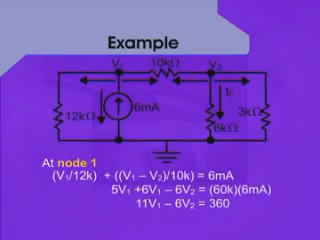 Example
V₁ 10kΩ V₂
I₀
12kΩ 6mA 6kΩ 3kΩ
At node 1
(V₁/12k) + ((V₁ – V₂)/10k) = 6mA
5V₁ +6V₁ – 6V₂ = (60k)(6mA)
11V₁ – 6V₂ = 360